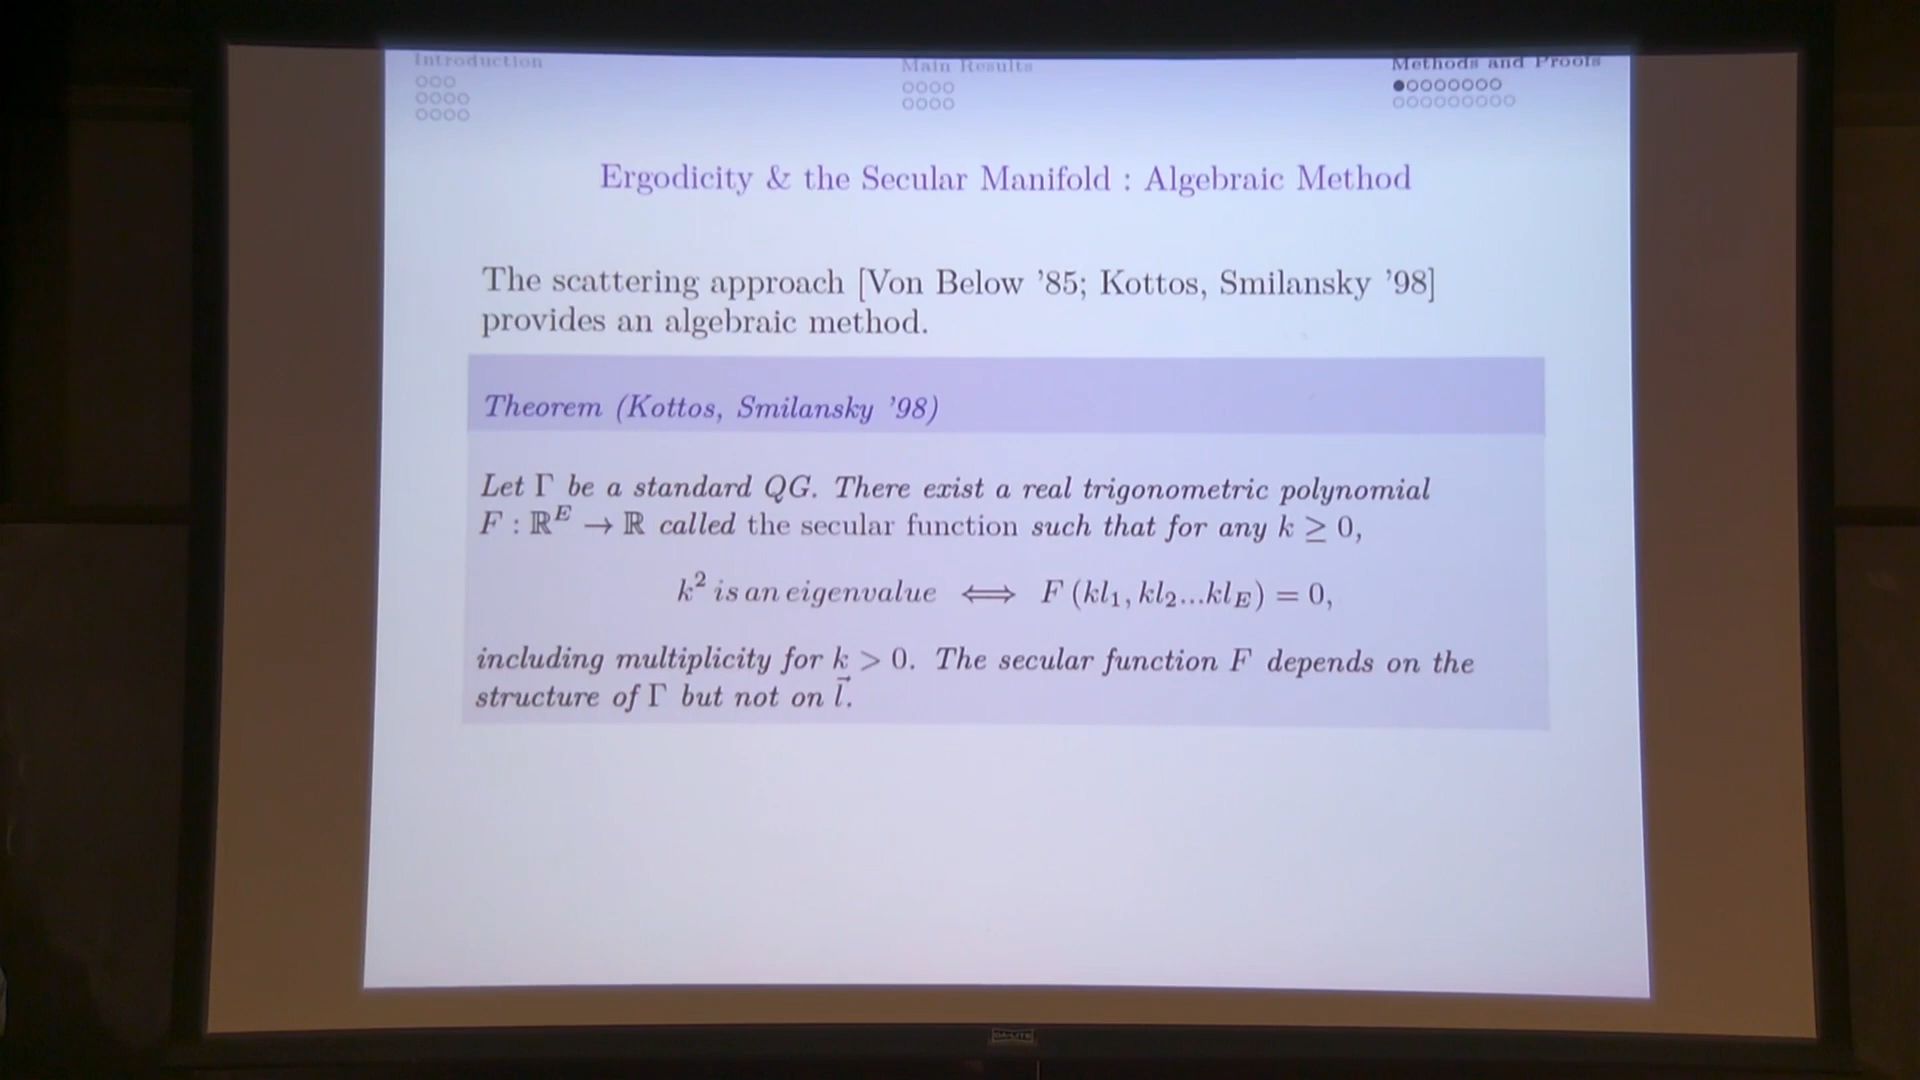 Introduction
Main Results
Methods and Proofs
Ergodicity & the Secular Manifold : Algebraic Method
The scattering approach [Von Below '85; Kottos, Smilansky '98]
provides an algebraic method.
Theorem (Kottos, Smilansky '98)
Let Γ be a standard QG. There exist a real trigonometric polynomial
F : ℝ^E → ℝ called the secular function such that for any k ≥ 0,
k² is an eigenvalue ⟺ F (kl₁, kl₂...kl_E) = 0,
including multiplicity for k > 0. The secular function F depends on the
structure of Γ but not on l⃗.
DA-LITE